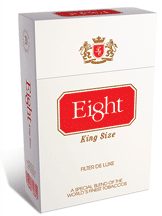 Eight
King Size
FILTER DE LUXE
A SPECIAL BLEND OF THE
WORLD'S FINEST TOBACCOS